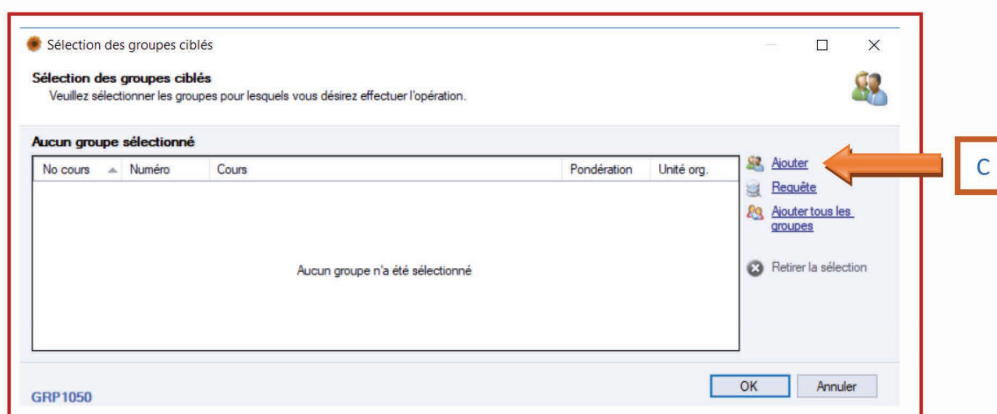 Sélection des groupes ciblés
Sélection des groupes ciblés
Veuillez sélectionner les groupes pour lesquels vous désirez effectuer l'opération.
Aucun groupe sélectionné
No cours Numéro Cours Pondération Unité org.
Ajouter
C
Requête
Ajouter tous les
groupes
Aucun groupe n'a été sélectionné
Retirer la sélection
OK Annuler
GRP1050